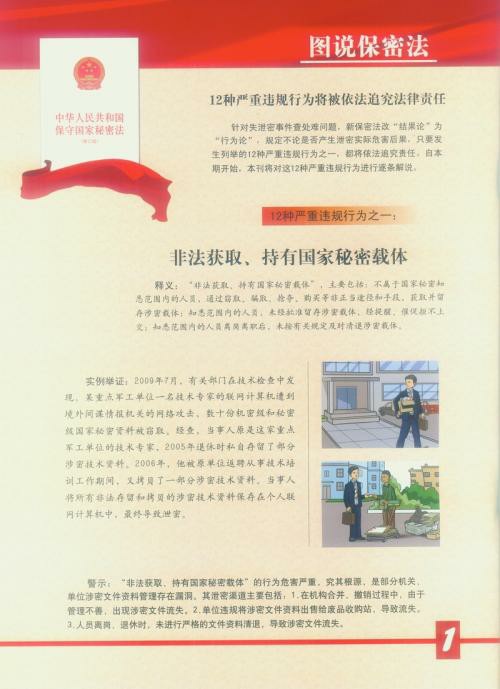 图说保密法
中华人民共和国
保守国家秘密法
12种严重违规行为将被依法追究法律责任
针对失泄密事件查处难问题，新保密法改“结果论”为
“行为论”，规定不论是否产生泄密实际危害后果，只要发
生列举的12种严重违规行为之一，都将依法追究责任。自本
期开始，本刊将对这12种严重违规行为进行逐条解说。
12种严重违规行为之一：
非法获取、持有国家秘密载体
释义：“非法获取、持有国家秘密载体”，主要包括：不属于国家秘密知
悉范围内的人员，通过窃取、骗取、抢夺、购买等非正当途径和手段，获取并留
存涉密载体；知悉范围内的人员，未经批准留存涉密载体，经提醒、催促拒不上
交；知悉范围内的人员离岗离职后，未按有关规定及时清退涉密载体。
实例举证：2009年7月，有关部门在技术检查中发
现，某重点军工单位一名技术专家的联网计算机遭到
境外间谍情报机关的网络攻击，数十份机密级和秘密
级国家秘密资料被窃取。经查，当事人原是这家重点
军工单位的技术专家，2005年退休时私自存留了部分
涉密技术资料。2006年，他被原单位返聘从事技术培
训工作期间，又拷贝了一部分涉密技术资料。当事人
将所有非法存留和拷贝的涉密技术资料保存在个人联
网计算机中，最终导致泄密。
警示：“非法获取、持有国家秘密载体”的行为危害严重，究其根源，是部分机关、
单位涉密文件资料管理存在漏洞。其泄密渠道主要包括：1.在机构合并、撤销过程中，由于
管理不善，出现涉密文件流失。2.单位违规将涉密文件资料出售给废品收购站，导致流失。
3.人员离岗、退休时，未进行严格的文件资料清退，导致涉密文件流失。
1